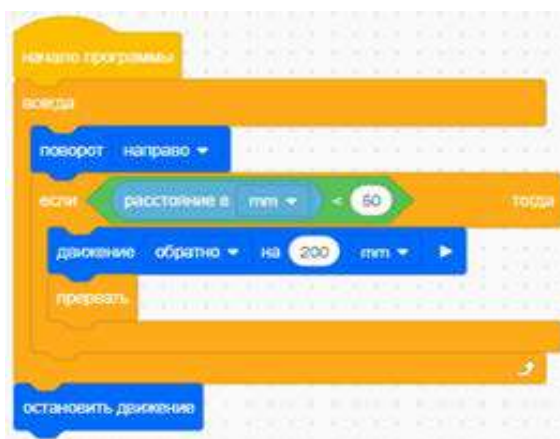 начало программы
всегда
поворот направо
если расстояние в mm < 50 тогда
движение обратно на 200 mm
прервать
остановить движение